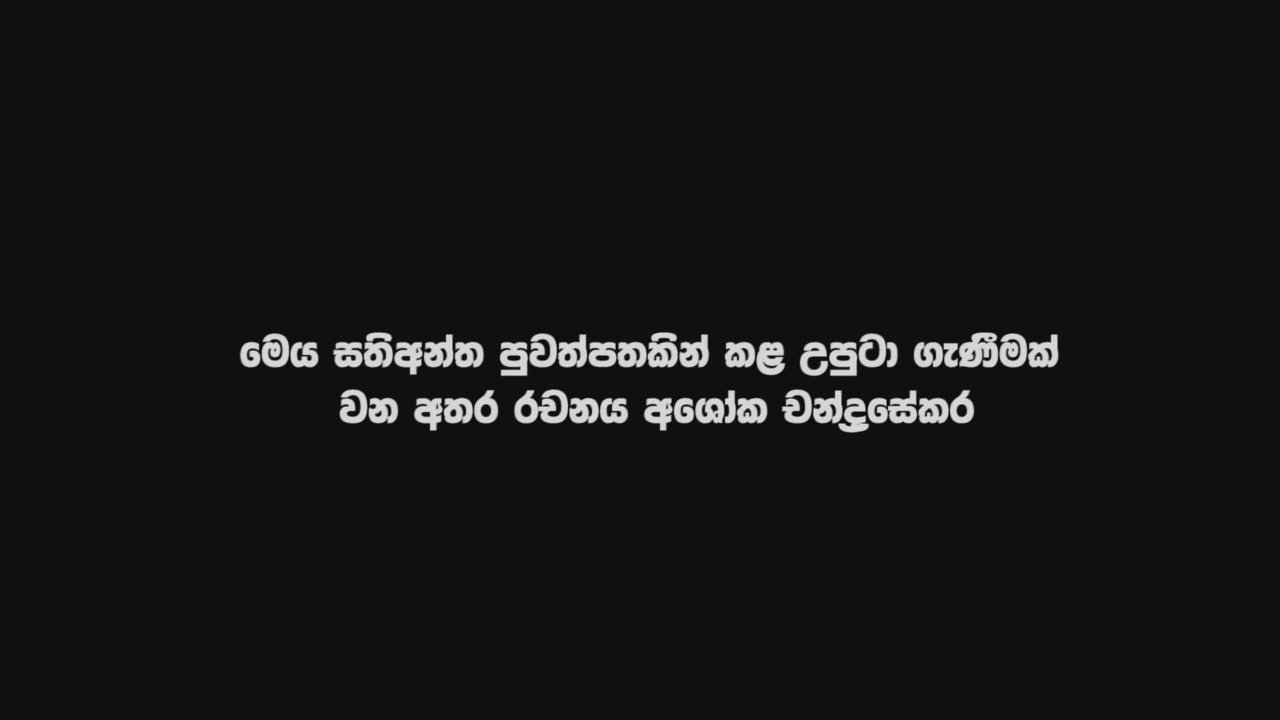 මෙය සතිඅන්ත පුවත්පතකින් කළ උපුටා ගැණීමක්
වන අතර රචනය අශෝක චන්ද්‍රසේකර